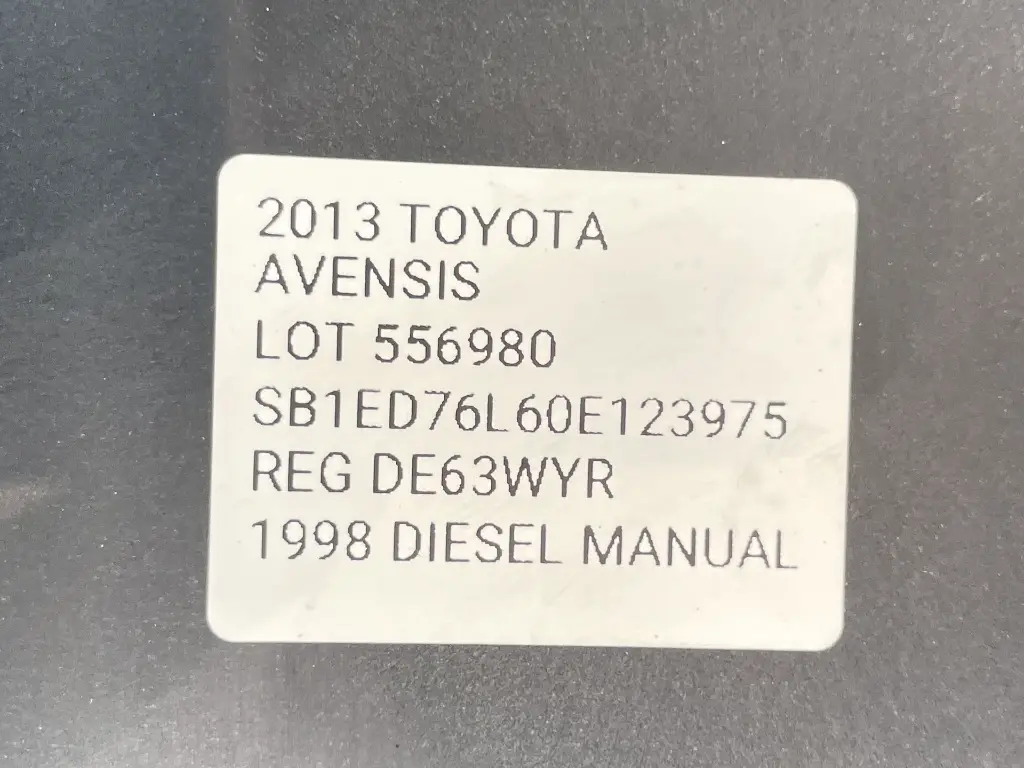 2013 TOYOTA
AVENSIS
LOT 556980
SB1ED76L60E123975
REG DE63WYR
1998 DIESEL MANUAL